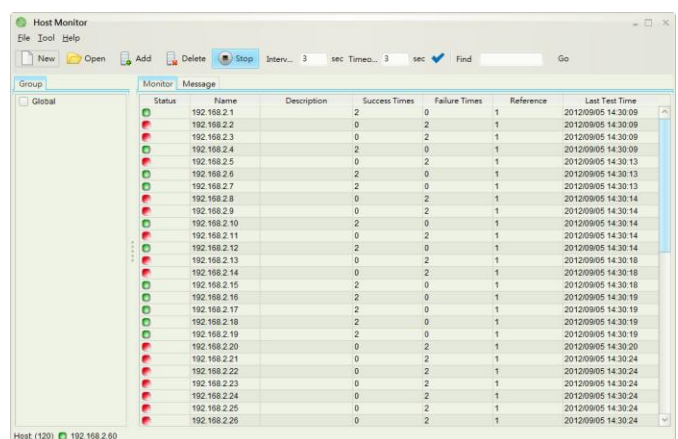 Host Monitor
File Tool Help
New Open Add Delete Stop Interv... 3 sec Timeo... 3 sec Find Go
Group Monitor Message
Global
Status Name Description Success Times Failure Times Reference Last Test Time
192.168.2.1 2 0 1 2012/09/05 14:30:09
192.168.2.2 0 2 1 2012/09/05 14:30:09
192.168.2.3 0 2 1 2012/09/05 14:30:09
192.168.2.4 2 0 1 2012/09/05 14:30:09
192.168.2.5 0 2 1 2012/09/05 14:30:13
192.168.2.6 2 0 1 2012/09/05 14:30:13
192.168.2.7 2 0 1 2012/09/05 14:30:13
192.168.2.8 0 2 1 2012/09/05 14:30:14
192.168.2.9 0 2 1 2012/09/05 14:30:14
192.168.2.10 2 0 1 2012/09/05 14:30:14
192.168.2.11 0 2 1 2012/09/05 14:30:14
192.168.2.12 2 0 1 2012/09/05 14:30:14
192.168.2.13 0 2 1 2012/09/05 14:30:18
192.168.2.14 0 2 1 2012/09/05 14:30:18
192.168.2.15 2 0 1 2012/09/05 14:30:18
192.168.2.16 2 0 1 2012/09/05 14:30:19
192.168.2.17 2 0 1 2012/09/05 14:30:19
192.168.2.18 2 0 1 2012/09/05 14:30:19
192.168.2.19 2 0 1 2012/09/05 14:30:19
192.168.2.20 0 2 1 2012/09/05 14:30:20
192.168.2.21 0 2 1 2012/09/05 14:30:24
192.168.2.22 0 2 1 2012/09/05 14:30:24
192.168.2.23 0 2 1 2012/09/05 14:30:24
192.168.2.24 0 2 1 2012/09/05 14:30:24
192.168.2.25 0 2 1 2012/09/05 14:30:24
192.168.2.26 0 2 1 2012/09/05 14:30:24
Host: (120) 192.168.2.60